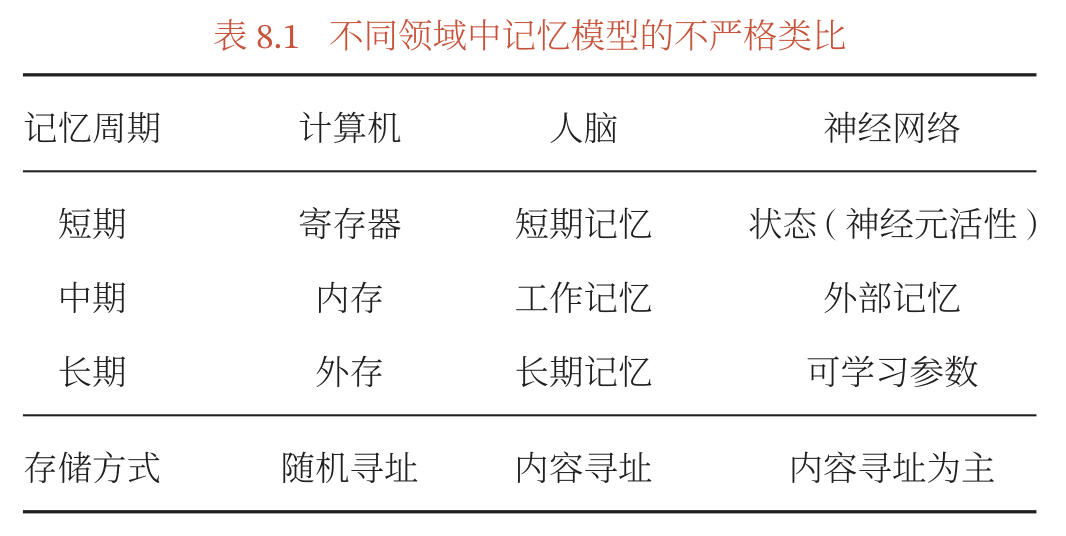 表 8.1 不同领域中记忆模型的不严格类比
记忆周期 计算机 人脑 神经网络
短期 寄存器 短期记忆 状态（神经元活性）
中期 内存 工作记忆 外部记忆
长期 外存 长期记忆 可学习参数
存储方式 随机寻址 内容寻址 内容寻址为主